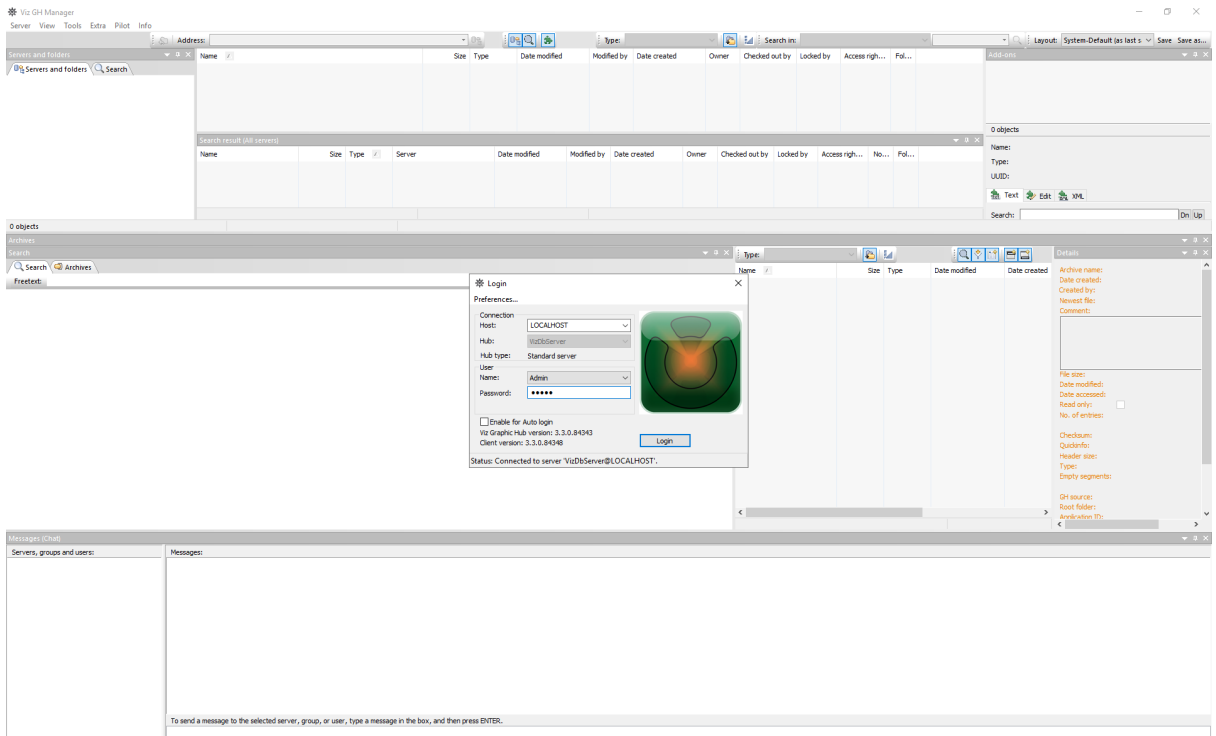 Viz GH Manager
Server View Tools Extra Pilot Info
Address: Type: Search in: Layout: System-Default (as last s Save Save as...
Servers and folders
Servers and folders Search
Name Size Type Date modified Modified by Date created Owner Checked out by Locked by Access righ... Fol...
Add-ons
0 objects
Search result (All servers)
Name Size Type Server Date modified Modified by Date created Owner Checked out by Locked by Access righ... No... Fol...
Name:
Type:
UUID:
Text Edit XML
Search: Dn Up
0 objects
Archives
Search
Search Archives
Freetext:
Type:
Name Size Type Date modified Date created
Details
Archive name:
Date created:
Created by:
Newest file:
Comment:
File size:
Date modified:
Date accessed:
Read only:
No. of entries:
Checksum:
Quickinfo:
Header size:
Type:
Empty segments:
GH source:
Root folder:
Application ID:
Login
Preferences...
Connection
Host: LOCALHOST
Hub: VizDbServer
Hub type: Standard server
User
Name: Admin
Password: •••••
Enable for Auto login
Viz Graphic Hub version: 3.3.0.84343
Client version: 3.3.0.84348
Login
Status: Connected to server 'VizDbServer@LOCALHOST'.
Messages (Chat)
Servers, groups and users:
Messages:
To send a message to the selected server, group, or user, type a message in the box, and then press ENTER.